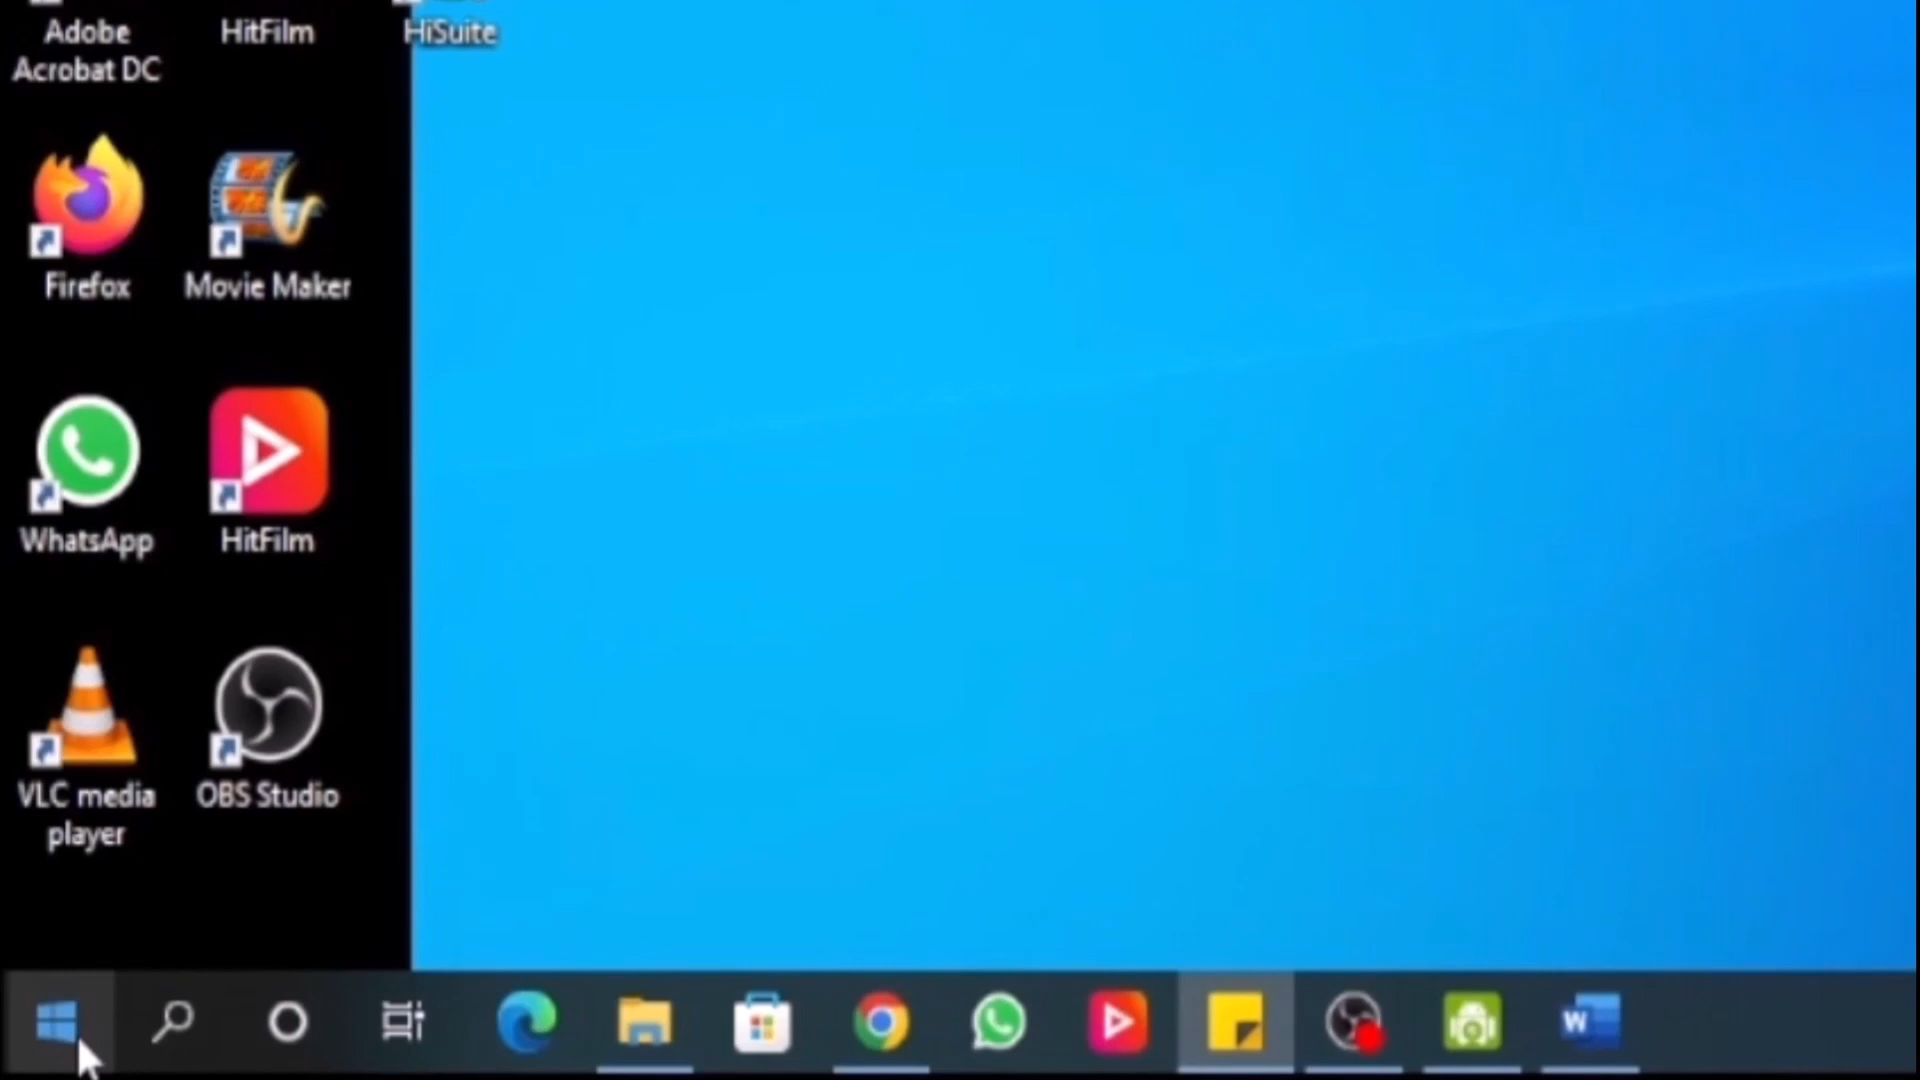 Adobe
Acrobat DC
HitFilm
HiSuite
Firefox
Movie Maker
WhatsApp
HitFilm
VLC media
player
OBS Studio
W